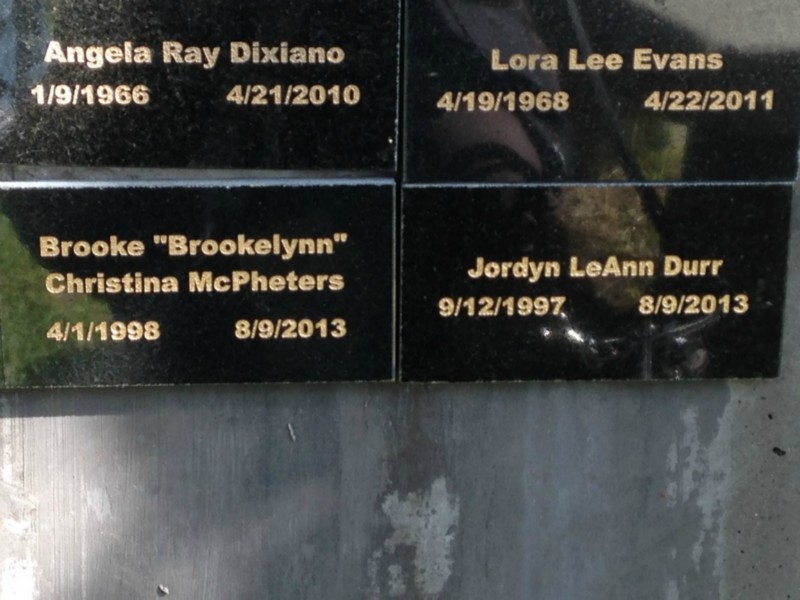 Angela Ray Dixiano
1/9/1966 4/21/2010
Lora Lee Evans
4/19/1968 4/22/2011
Brooke "Brookelynn"
Christina McPheters
4/1/1998 8/9/2013
Jordyn LeAnn Durr
9/12/1997 8/9/2013